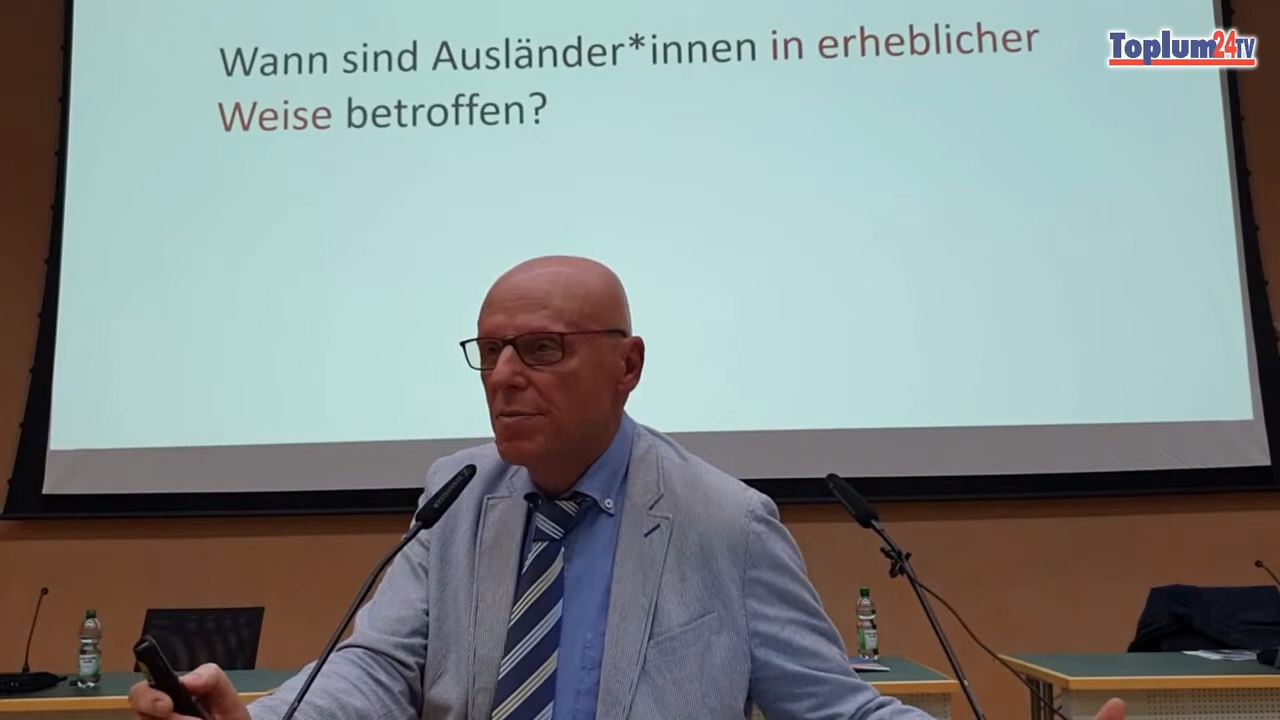 Wann sind Ausländer*innen in erheblicher
Weise betroffen?
Toplum24TV